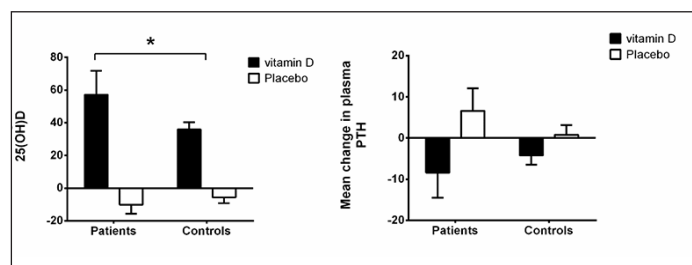 *
vitamin D
Placebo
25(OH)D
80
60
40
20
0
-20
Patients
Controls
vitamin D
Placebo
Mean change in plasma
PTH
20
10
0
-10
-20
Patients
Controls